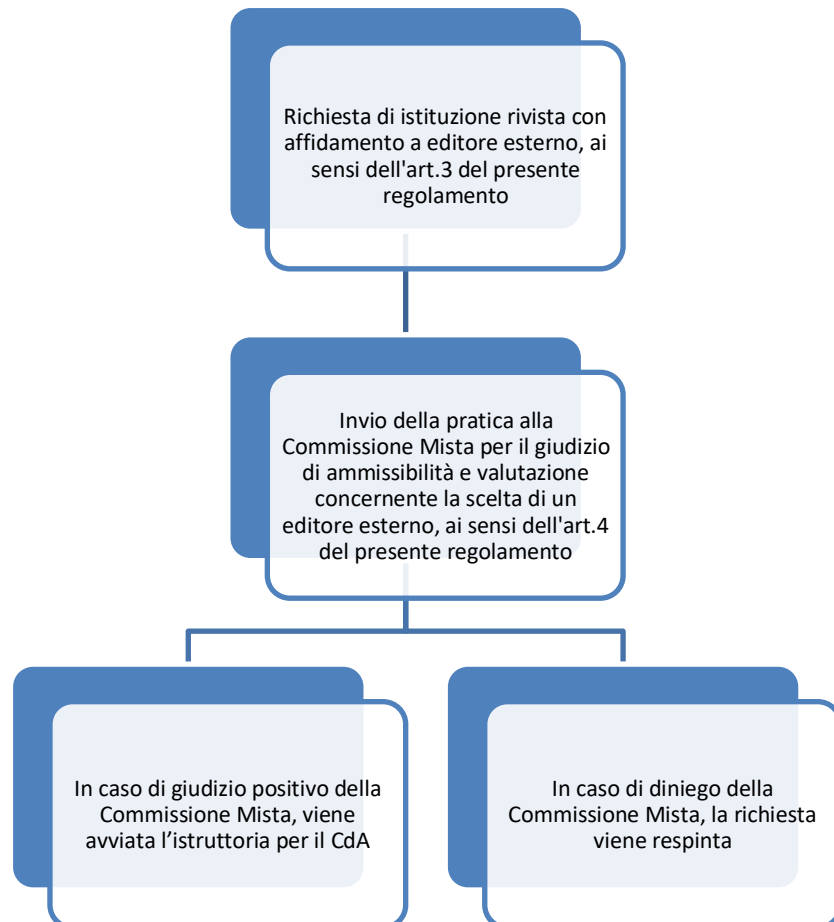 Richiesta di istituzione rivista con
affidamento a editore esterno, ai
sensi dell'art.3 del presente
regolamento
Invio della pratica alla
Commissione Mista per il giudizio
di ammissibilità e valutazione
concernente la scelta di un
editore esterno, ai sensi dell'art.4
del presente regolamento
In caso di giudizio positivo della
Commissione Mista, viene
avviata l’istruttoria per il CdA
In caso di diniego della
Commissione Mista, la richiesta
viene respinta